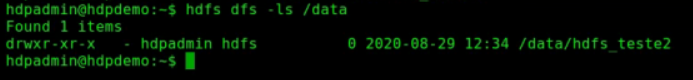 hdpadmin@hdpdemo:~$ hdfs dfs -ls /data
Found 1 items
drwxr-xr-x   - hdpadmin hdfs          0 2020-08-29 12:34 /data/hdfs_teste2
hdpadmin@hdpdemo:~$